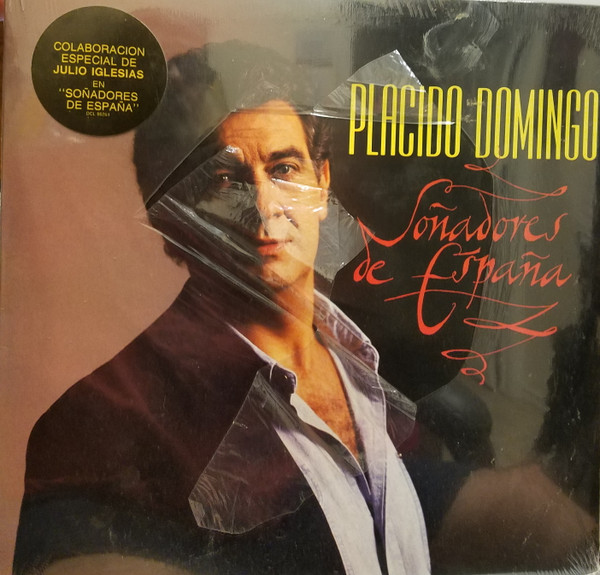 COLABORACION
ESPECIAL DE
JULIO IGLESIAS
EN
"SOÑADORES
DE ESPAÑA"
PLACIDO DOMINGO
Soñadores
de España